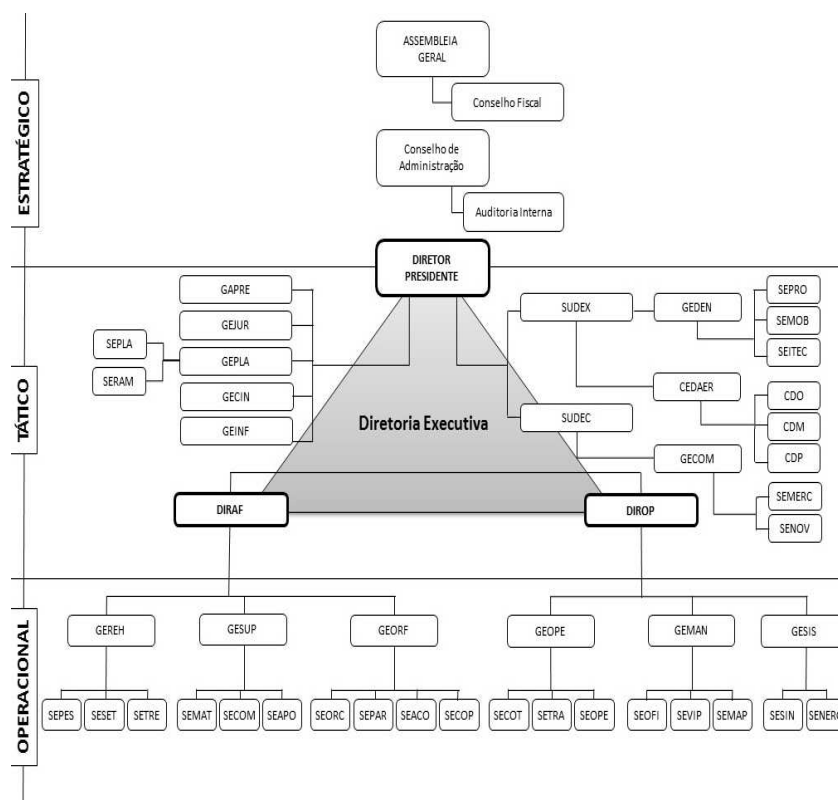 ASSEMBLEIA
GERAL
Conselho Fiscal
Conselho de
Administração
Auditoria Interna
ESTRATÉGICO
DIRETOR
PRESIDENTE
GAPRE
GEJUR
GEPLA
GECIN
GEINF
SEPLA
SERAM
SUDEX
GEDEN
SEPRO
SEMOB
SEITEC
CEDAER
CDO
CDM
CDP
SUDEC
GECOM
SEMERC
SENOV
Diretoria Executiva
TÁTICO
DIRAF
DIROP
GEREH
GESUP
GEORF
GEOPE
GEMAN
GESIS
OPERACIONAL
SEPES
SESET
SETRE
SEMAT
SECOM
SEAPO
SEORC
SEPAR
SEACO
SECOP
SECOT
SETRA
SEOPE
SEOFI
SEVIP
SEMAP
SESIN